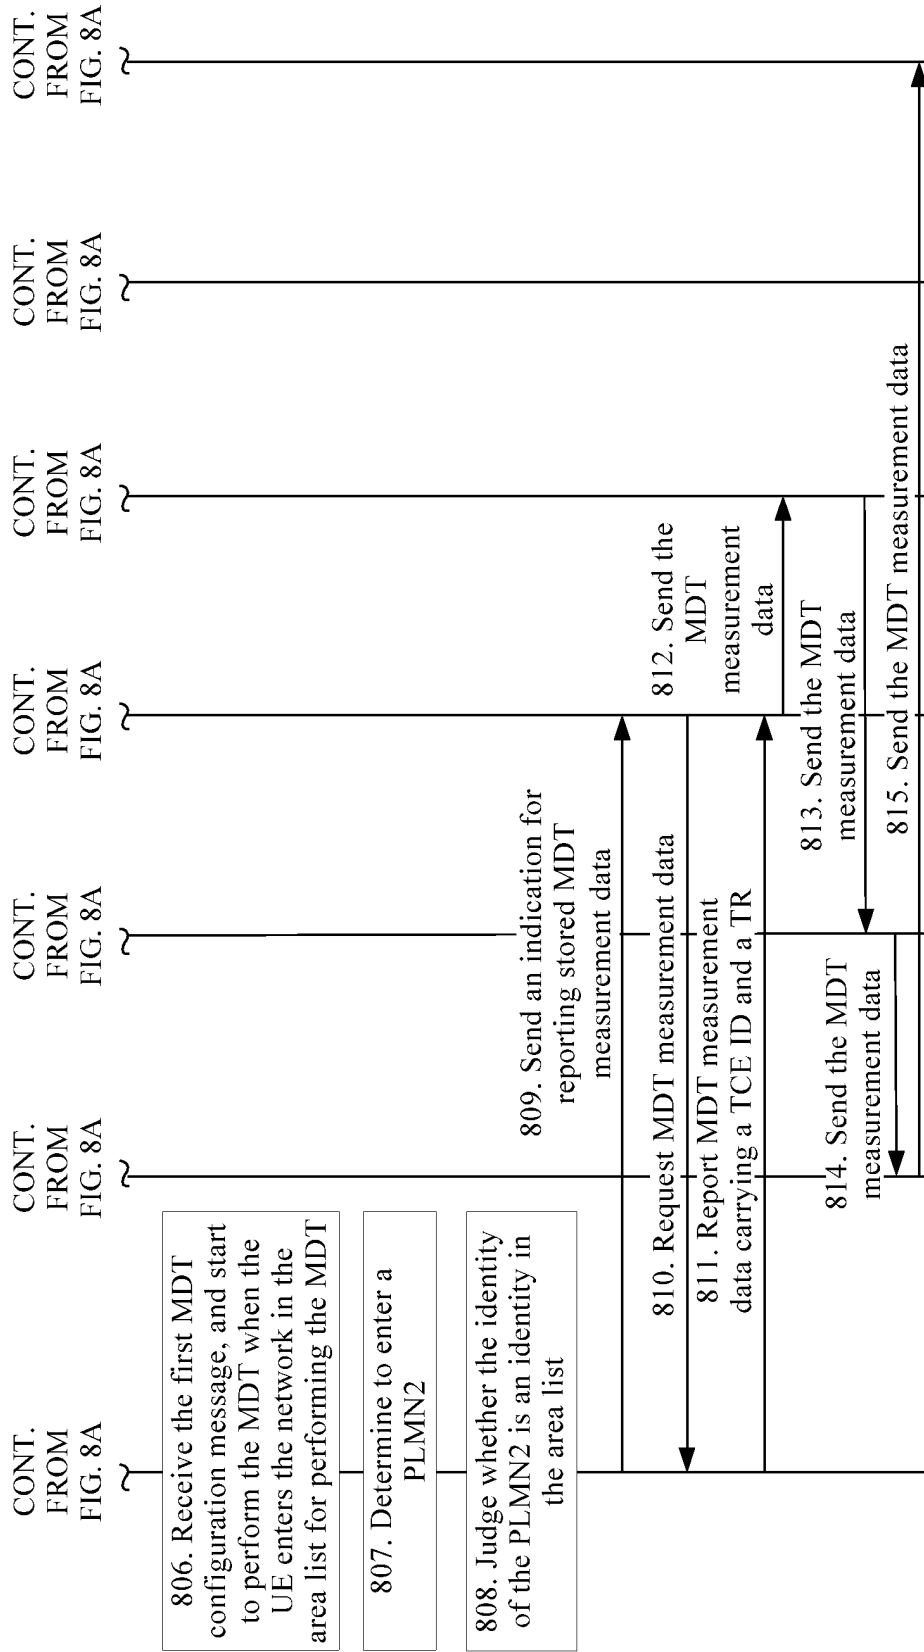 CONT.
FROM
FIG. 8A
CONT.
FROM
FIG. 8A
CONT.
FROM
FIG. 8A
CONT.
FROM
FIG. 8A
CONT.
FROM
FIG. 8A
CONT.
FROM
FIG. 8A
CONT.
FROM
FIG. 8A
806. Receive the first MDT
configuration message, and start
to perform the MDT when the
UE enters the network in the
area list for performing the MDT
807. Determine to enter a
PLMN2
808. Judge whether the identity
of the PLMN2 is an identity in
the area list
809. Send an indication for
reporting stored MDT
measurement data
810. Request MDT measurement data
811. Report MDT measurement
data carrying a TCE ID and a TR
812. Send the
MDT
measurement
data
813. Send the MDT
measurement data
814. Send the MDT
measurement data
815. Send the MDT measurement data